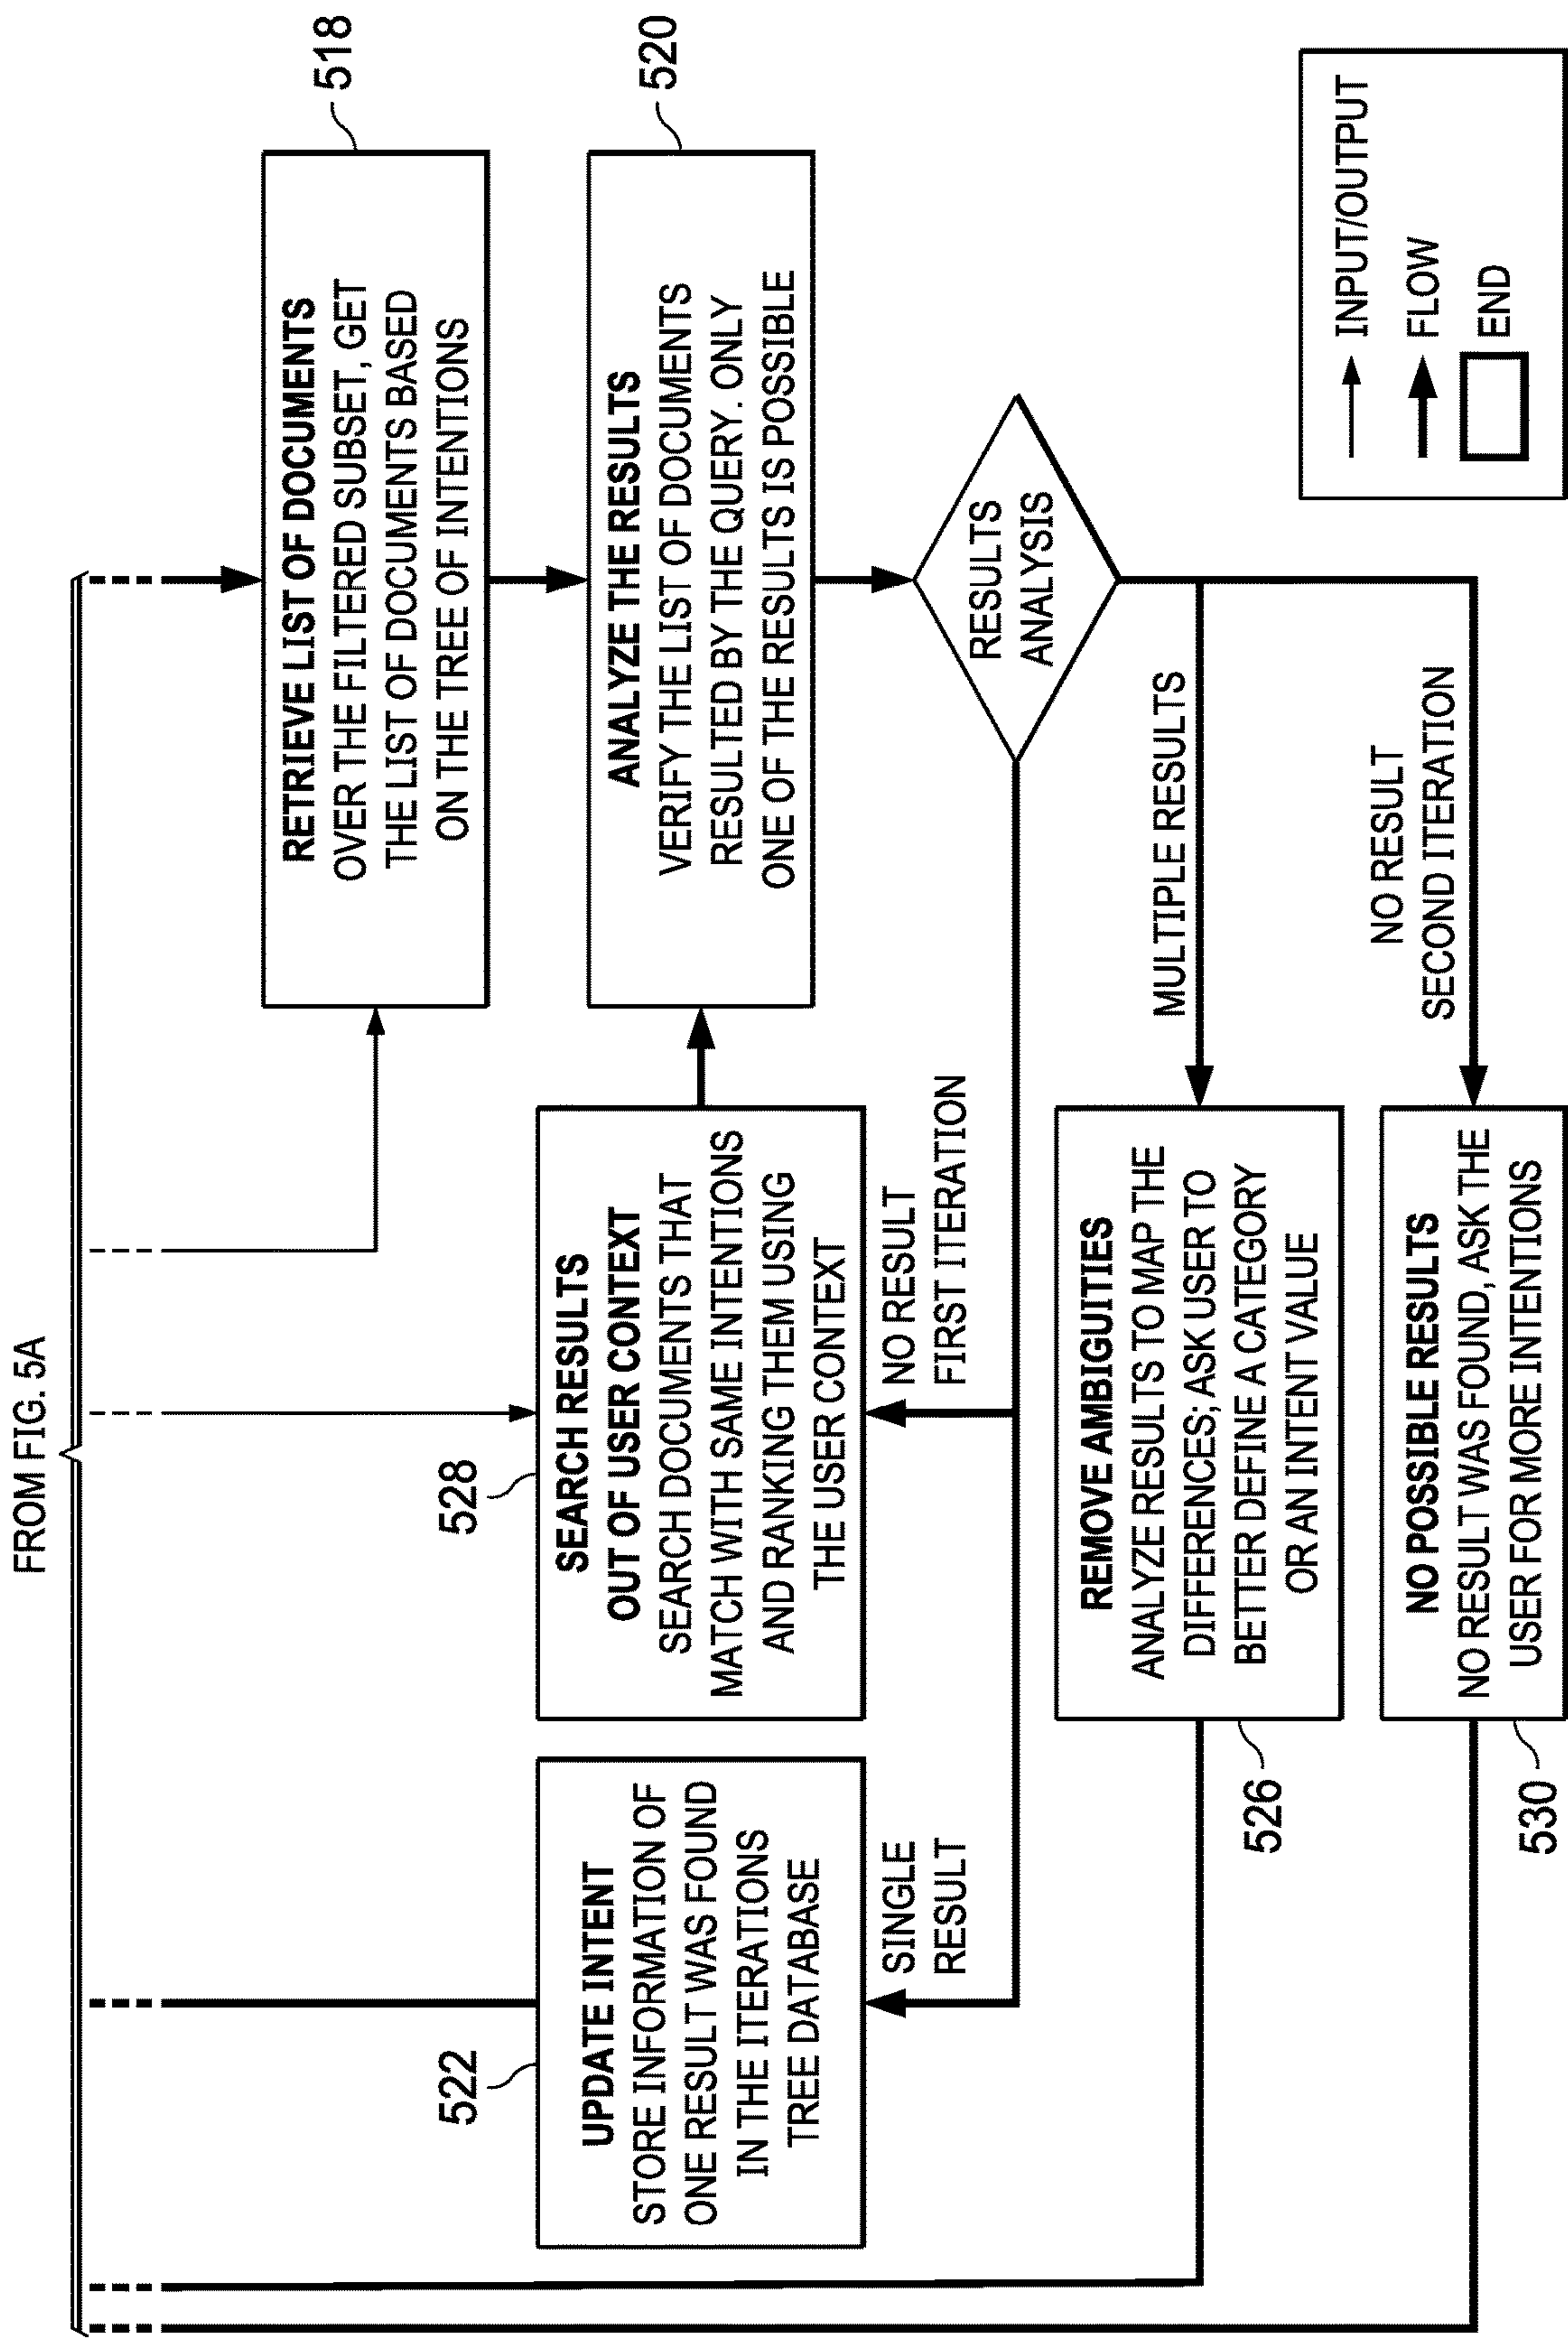 FROM FIG. 5A
518
RETRIEVE LIST OF DOCUMENTS
OVER THE FILTERED SUBSET, GET
THE LIST OF DOCUMENTS BASED
ON THE TREE OF INTENTIONS
520
ANALYZE THE RESULTS
VERIFY THE LIST OF DOCUMENTS
RESULTED BY THE QUERY. ONLY
ONE OF THE RESULTS IS POSSIBLE
RESULTS
ANALYSIS
522
UPDATE INTENT
STORE INFORMATION OF
ONE RESULT WAS FOUND
IN THE ITERATIONS
TREE DATABASE
SINGLE
RESULT
528
SEARCH RESULTS
OUT OF USER CONTEXT
SEARCH DOCUMENTS THAT
MATCH WITH SAME INTENTIONS
AND RANKING THEM USING
THE USER CONTEXT
NO RESULT
FIRST ITERATION
MULTIPLE RESULTS
REMOVE AMBIGUITIES
ANALYZE RESULTS TO MAP THE
DIFFERENCES; ASK USER TO
BETTER DEFINE A CATEGORY
OR AN INTENT VALUE
526
NO RESULT
SECOND ITERATION
NO POSSIBLE RESULTS
NO RESULT WAS FOUND, ASK THE
USER FOR MORE INTENTIONS
530
INPUT/OUTPUT
FLOW
END